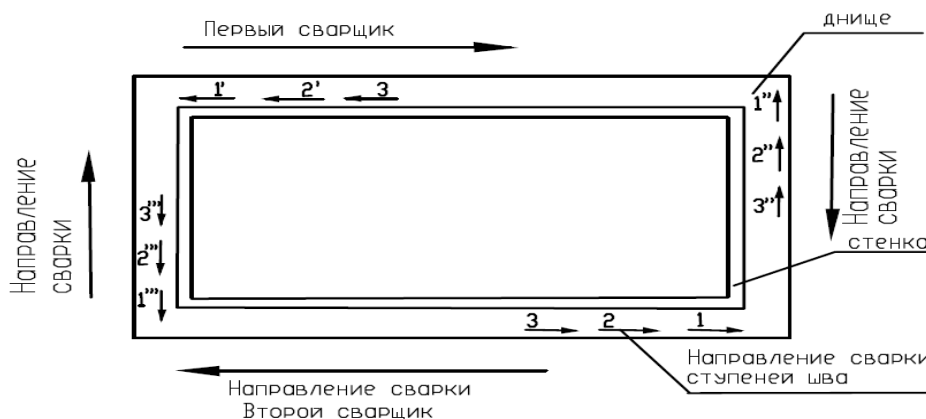 Первый сварщик
днище
1' 2' 3
1''
2''
3''
Направление
сварки
Направление
сварки
3'''
2'''
1'''
стенка
3 2 1
Направление сварки
ступеней шва
Направление сварки
Второй сварщик